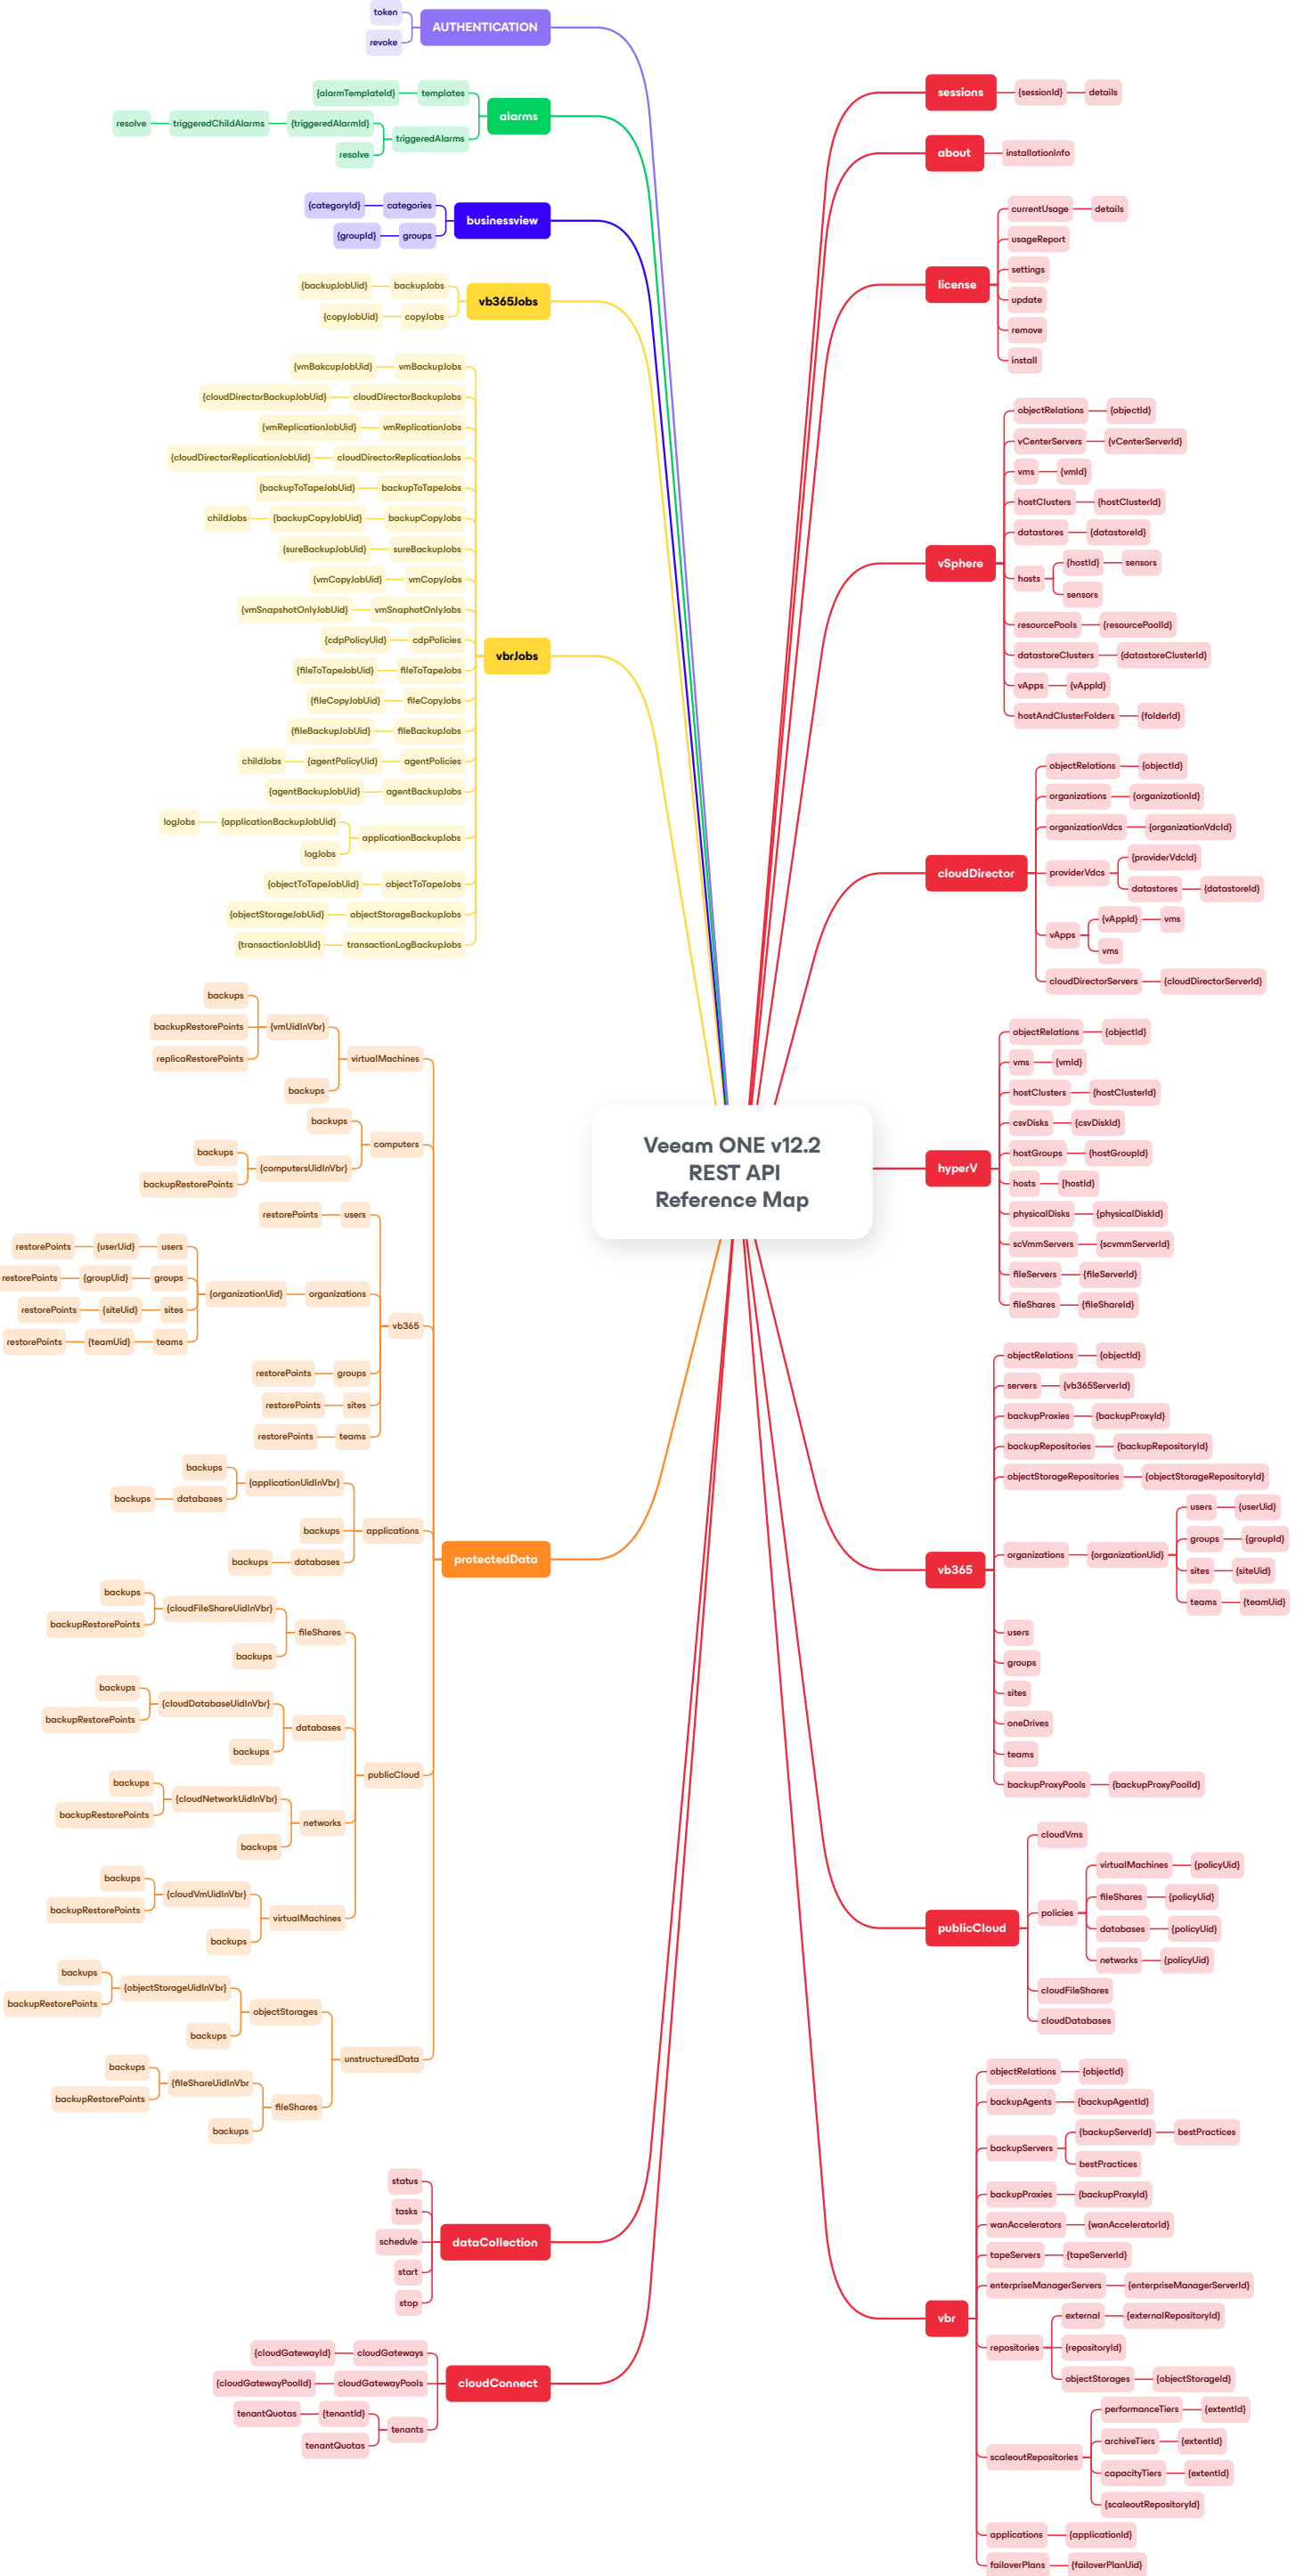 Veeam ONE v12.2
REST API
Reference Map
AUTHENTICATION
token
revoke
alarms
templates
{alarmTemplateId}
triggeredAlarms
{triggeredAlarmId}
triggeredChildAlarms
resolve
resolve
businessview
categories
{categoryId}
groups
{groupId}
vb365Jobs
backupJobs
{backupJobUid}
copyJobs
{copyJobUid}
vbrJobs
vmBackupJobs
{vmBakcupJobUid}
cloudDirectorBackupJobs
{cloudDirectorBackupJobUid}
vmReplicationJobs
{vmReplicationJobUid}
cloudDirectorReplicationJobs
{cloudDirectorReplicationJobUid}
backupToTapeJobs
{backupToTapeJobUid}
backupCopyJobs
{backupCopyJobUid}
childJobs
sureBackupJobs
{sureBackupJobUid}
vmCopyJobs
{vmCopyJobUid}
vmSnaphotOnlyJobs
{vmSnapshotOnlyJobUid}
cdpPolicies
{cdpPolicyUid}
fileToTapeJobs
{fileToTapeJobUid}
fileCopyJobs
{fileCopyJobUid}
fileBackupJobs
{fileBackupJobUid}
agentPolicies
{agentPolicyUid}
childJobs
agentBackupJobs
{agentBackupJobUid}
applicationBackupJobs
{applicationBackupJobUid}
logJobs
logJobs
objectToTapeJobs
{objectToTapeJobUid}
objectStorageBackupJobs
{objectStorageJobUid}
transactionLogBackupJobs
{transactionJobUid}
protectedData
virtualMachines
{vmUidInVbr}
backups
backupRestorePoints
replicaRestorePoints
backups
computers
backups
{computersUidInVbr}
backups
backupRestorePoints
vb365
users
restorePoints
organizations
{organizationUid}
users
{userUid}
restorePoints
groups
{groupUid}
restorePoints
sites
{siteUid}
restorePoints
teams
{teamUid}
restorePoints
groups
restorePoints
sites
restorePoints
teams
restorePoints
applications
{applicationUidInVbr}
backups
databases
backups
backups
databases
backups
publicCloud
fileShares
{cloudFileShareUidInVbr}
backups
backupRestorePoints
backups
databases
{cloudDatabaseUidInVbr}
backups
backupRestorePoints
backups
networks
{cloudNetworkUidInVbr}
backups
backupRestorePoints
backups
virtualMachines
{cloudVmUidInVbr}
backups
backupRestorePoints
backups
unstructuredData
objectStorages
{objectStorageUidInVbr}
backups
backupRestorePoints
backups
fileShares
{fileShareUidInVbr
backups
backupRestorePoints
backups
dataCollection
status
tasks
schedule
start
stop
cloudConnect
cloudGateways
{cloudGatewayId}
cloudGatewayPools
{cloudGatewayPoolId}
tenants
{tenantId}
tenantQuotas
tenantQuotas
sessions
{sessionId}
details
about
installationInfo
license
currentUsage
details
usageReport
settings
update
remove
install
vSphere
objectRelations
{objectId}
vCenterServers
{vCenterServerId}
vms
{vmId}
hostClusters
{hostClusterId}
datastores
{datastoreId}
hosts
{hostId}
sensors
sensors
resourcePools
{resourcePoolId}
datastoreClusters
{datastoreClusterId}
vApps
{vAppId}
hostAndClusterFolders
{folderId}
cloudDirector
objectRelations
{objectId}
organizations
{organizationId}
organizationVdcs
{organizationVdcId}
providerVdcs
{providerVdcId}
datastores
{datastoreId}
vApps
{vAppId}
vms
vms
cloudDirectorServers
{cloudDirectorServerId}
hyperV
objectRelations
{objectId}
vms
{vmId}
hostClusters
{hostClusterId}
csvDisks
{csvDiskId}
hostGroups
{hostGroupId}
hosts
[hostId}
physicalDisks
{physicalDiskId}
scVmmServers
{scvmmServerId}
fileServers
{fileServerId}
fileShares
{fileShareId}
vb365
objectRelations
{objectId}
servers
{vb365ServerId}
backupProxies
{backupProxyId}
backupRepositories
{backupRepositoryId}
objectStorageRepositories
{objectStorageRepositoryId}
organizations
{organizationUid}
users
{userUid}
groups
{groupId}
sites
{siteUid}
teams
{teamUid}
users
groups
sites
oneDrives
teams
backupProxyPools
{backupProxyPoolId}
publicCloud
cloudVms
policies
virtualMachines
{policyUid}
fileShares
{policyUid}
databases
{policyUid}
networks
{policyUid}
cloudFileShares
cloudDatabases
vbr
objectRelations
{objectId}
backupAgents
{backupAgentId}
backupServers
{backupServerId}
bestPractices
bestPractices
backupProxies
{backupProxyId}
wanAccelerators
{wanAcceleratorId}
tapeServers
{tapeServerId}
enterpriseManagerServers
{enterpriseManagerServerId}
repositories
external
{externalRepositoryId}
{repositoryId}
objectStorages
{objectStorageId}
scaleoutRepositories
performanceTiers
{extentId}
archiveTiers
{extentId}
capacityTiers
{extentId}
{scaleoutRepositoryId}
applications
{applicationId}
failoverPlans
{failoverPlanUid}